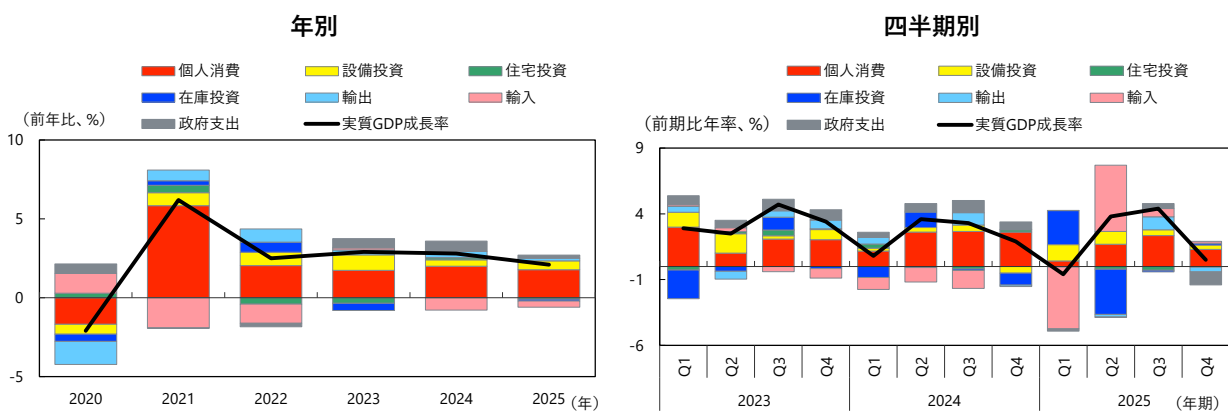 年別
個人消費 設備投資 住宅投資
在庫投資 輸出 輸入
政府支出 実質GDP成長率
(前年比、%)
10
5
0
-5
2020 2021 2022 2023 2024 2025 (年)
四半期別
個人消費 設備投資 住宅投資
在庫投資 輸出 輸入
政府支出 実質GDP成長率
(前期比年率、%)
9
4
-1
-6
Q1 Q2 Q3 Q4 Q1 Q2 Q3 Q4 Q1 Q2 Q3 Q4
2023 2024 2025 (年期)